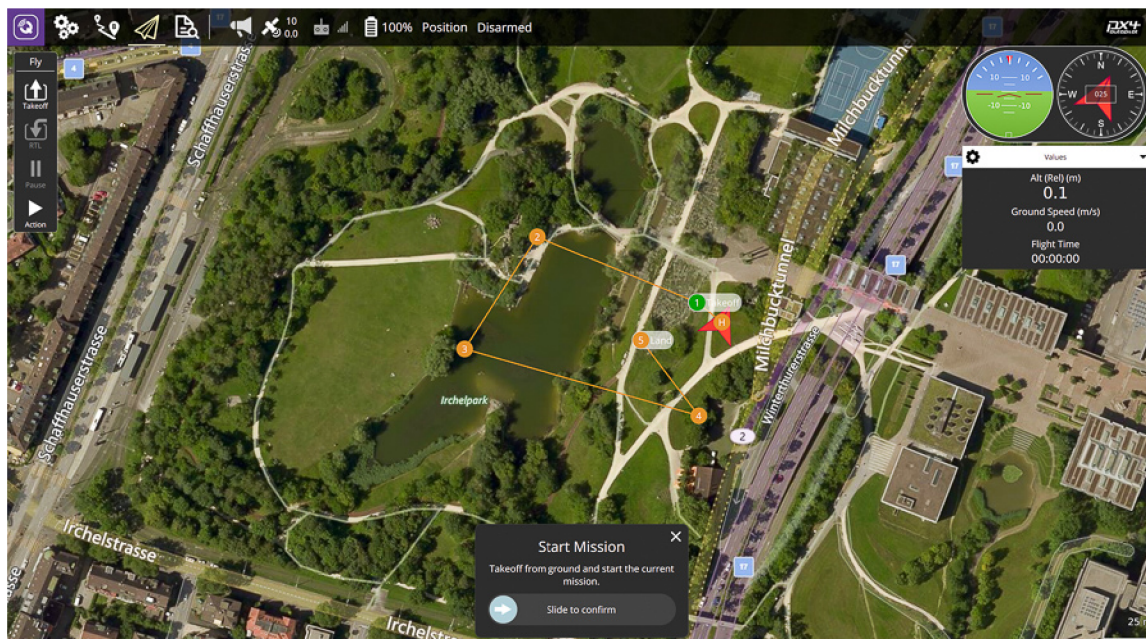 10
0.0
100% Position Disarmed
px4
Fly
Takeoff
RTL
Pause
Action
4
17
Schaffhauserstrasse
Milchbucktunnel
N
W
E
S
025
10 10
-10 -10
17
Values
Alt (Rel) (m)
0.1
Ground Speed (m/s)
0.0
Flight Time
00:00:00
2
1 Takeoff
H
5 Land
3
4
Irchelpark
Milchbucktunnel
17
Winterthurerstrasse
2
17
Schaffhauserstrasse
Irchelstrasse
Irchelstrasse
Start Mission
Takeoff from ground and start the current
mission.
Slide to confirm
25